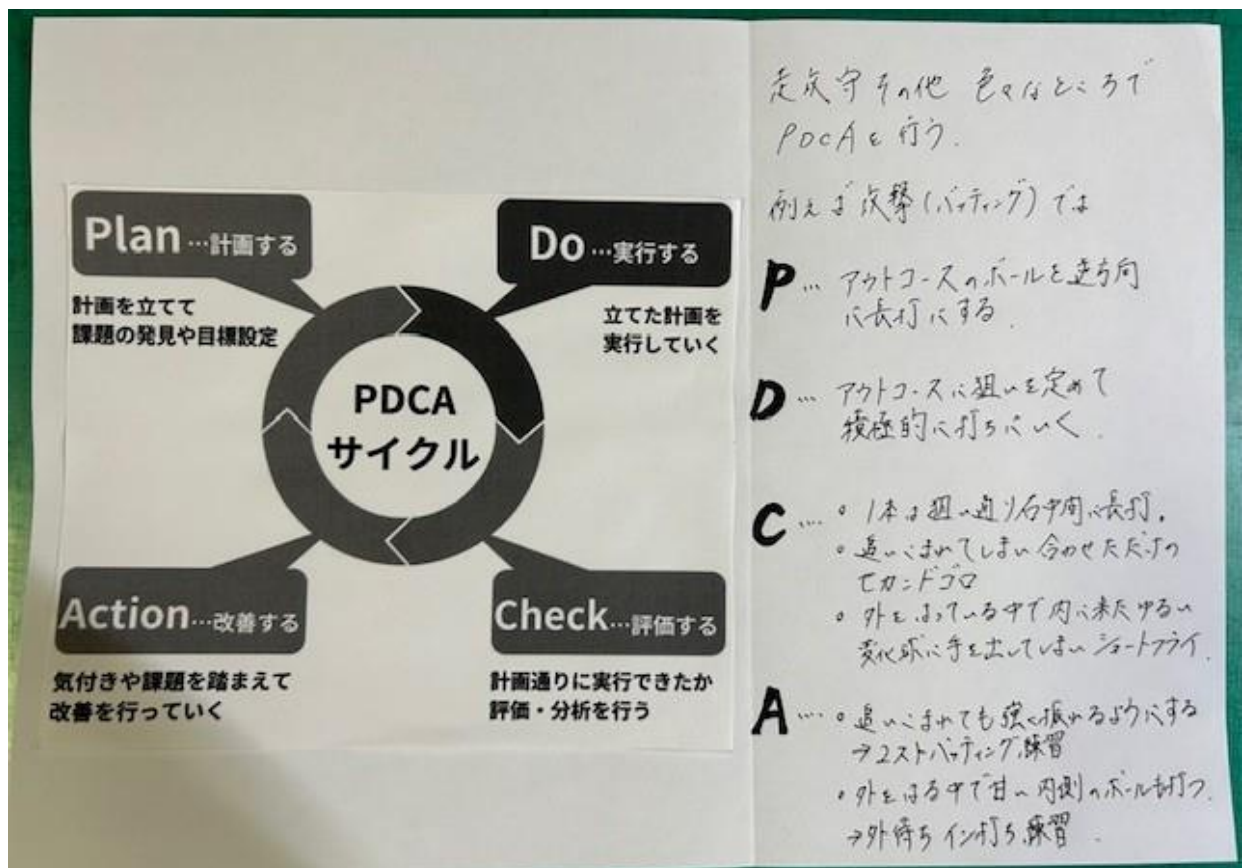 Plan…計画する
計画を立てて
課題の発見や目標設定
Do…実行する
立てた計画を
実行していく
PDCA
サイクル
Action…改善する
気付きや課題を踏まえて
改善を行っていく
Check…評価する
計画通りに実行できたか
評価・分析を行う
走攻守その他 色々なところで
PDCAを行う.
例えば攻撃(バッティング)では
P… アウトコースのボールを逆方向
に長打にする.
D… アウトコースに狙いを定めて
積極的に打ちにいく.
C…。1本は狙い通り右中間に長打.
。追いこまれてしまい合わせただけの
セカンドゴロ
。外をはっている中で内に来たゆるい
変化球に手を出してしまいショートフライ.
A…。追いこまれても強く振れるようにする
→2ストバッティング練習
。外をはる中で甘い内側のボールも打つ.
→外待ちイン打ち練習.